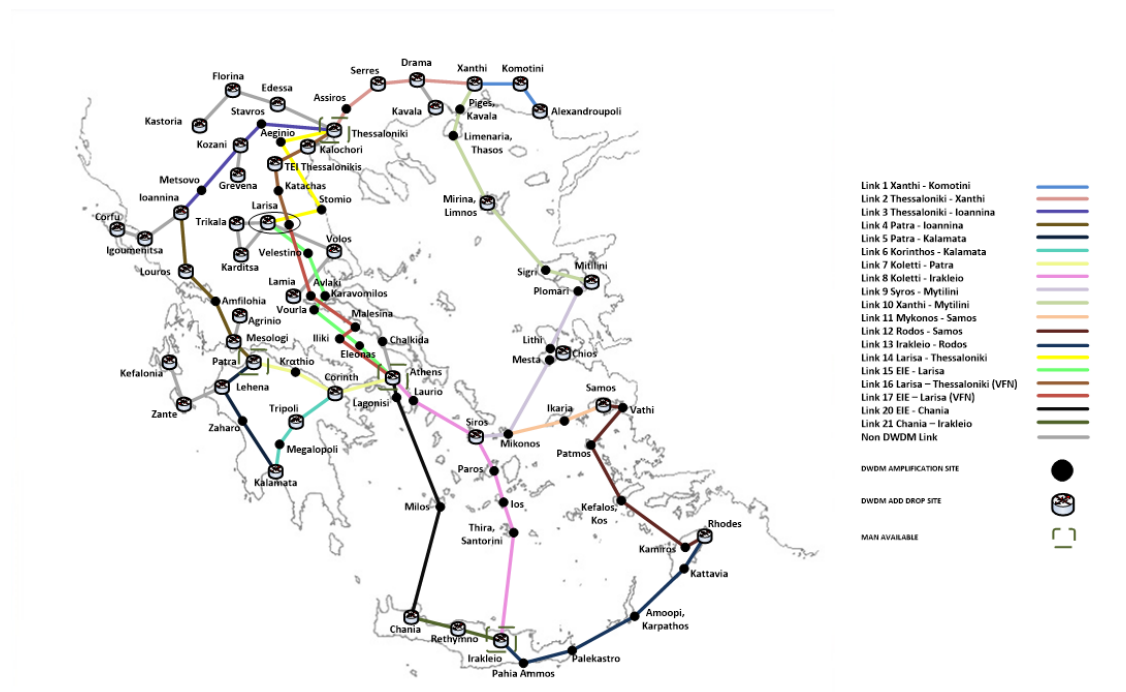 Drama
Xanthi
Komotini
Serres
Florina
Edessa
Assiros
Kavala
Piges,
Kavala
Alexandroupoli
Kastoria
Stavros
Aeginio
Thessaloniki
Limenaria,
Thasos
Kozani
Kalochori
TEI Thessalonikis
Metsovo
Grevena
Katachas
Ioannina
Stomio
Mirina,
Limnos
Larisa
Corfu
Trikala
Igoumenitsa
Volos
Velestino
Karditsa
Louros
Sigri
Mitilini
Lamia
Avlaki
Karavomilos
Plomari
Amfilohia
Vourla
Malesina
Agrinio
Iliki
Chalkida
Lithi
Mesologi
Eleonas
Mesta
Chios
Patra
Krathio
Kefalonia
Athens
Corinth
Lehena
Lagonisi
Laurio
Samos
Zante
Tripoli
Ikaria
Vathi
Zaharo
Siros
Mikonos
Megalopoli
Patmos
Paros
Kalamata
Milos
Ios
Kefalos,
Kos
Thira,
Santorini
Rhodes
Kamiros
Kattavia
Amoopi,
Karpathos
Chania
Rethymno
Irakleio
Palekastro
Pahia Ammos
Link 1 Xanthi - Komotini
Link 2 Thessaloniki - Xanthi
Link 3 Thessaloniki - Ioannina
Link 4 Patra - Ioannina
Link 5 Patra - Kalamata
Link 6 Korinthos - Kalamata
Link 7 Koletti - Patra
Link 8 Koletti - Irakleio
Link 9 Syros - Mytilini
Link 10 Xanthi - Mytilini
Link 11 Mykonos - Samos
Link 12 Rodos - Samos
Link 13 Irakleio - Rodos
Link 14 Larisa - Thessaloniki
Link 15 EIE - Larisa
Link 16 Larisa – Thessaloniki (VFN)
Link 17 EIE – Larisa (VFN)
Link 20 EIE - Chania
Link 21 Chania – Irakleio
Non DWDM Link
DWDM AMPLIFICATION SITE
DWDM ADD DROP SITE
MAN AVAILABLE